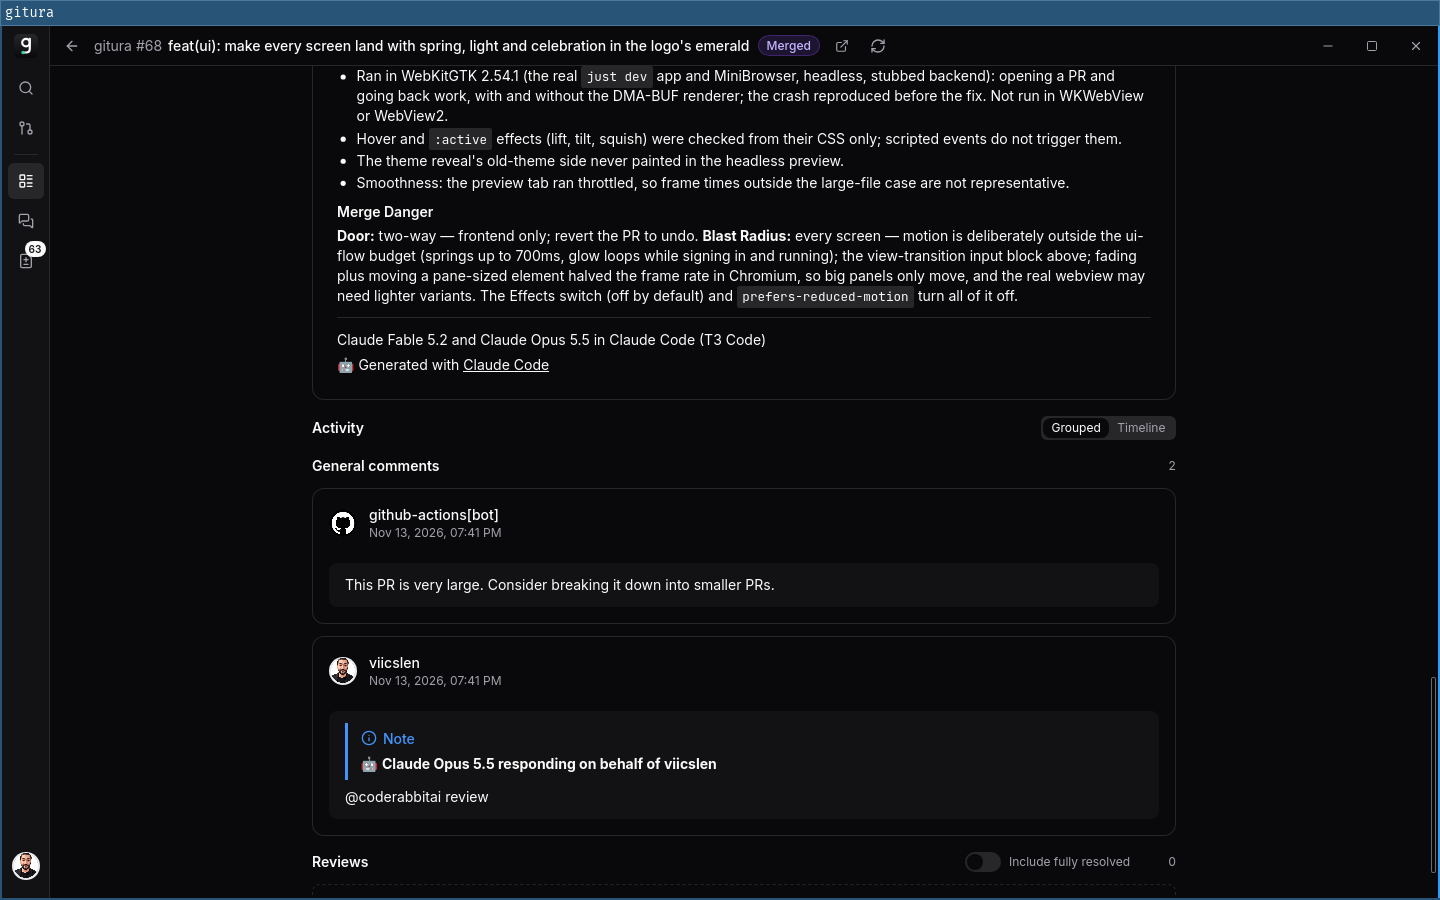 gitura
g
gitura #68 feat(ui): make every screen land with spring, light and celebration in the logo's emerald Merged
63
• Ran in WebKitGTK 2.54.1 (the real just dev app and MiniBrowser, headless, stubbed backend): opening a PR and
going back work, with and without the DMA-BUF renderer; the crash reproduced before the fix. Not run in WKWebView
or WebView2.
• Hover and :active effects (lift, tilt, squish) were checked from their CSS only; scripted events do not trigger them.
• The theme reveal's old-theme side never painted in the headless preview.
• Smoothness: the preview tab ran throttled, so frame times outside the large-file case are not representative.
Merge Danger
Door: two-way — frontend only; revert the PR to undo. Blast Radius: every screen — motion is deliberately outside the ui-
flow budget (springs up to 700ms, glow loops while signing in and running); the view-transition input block above; fading
plus moving a pane-sized element halved the frame rate in Chromium, so big panels only move, and the real webview may
need lighter variants. The Effects switch (off by default) and prefers-reduced-motion turn all of it off.
Claude Fable 5.2 and Claude Opus 5.5 in Claude Code (T3 Code)
🤖 Generated with Claude Code
Activity
Grouped Timeline
General comments 2
github-actions[bot]
Nov 13, 2026, 07:41 PM
This PR is very large. Consider breaking it down into smaller PRs.
viicslen
Nov 13, 2026, 07:41 PM
Note
🤖 Claude Opus 5.5 responding on behalf of viicslen
@coderabbitai review
Reviews Include fully resolved 0